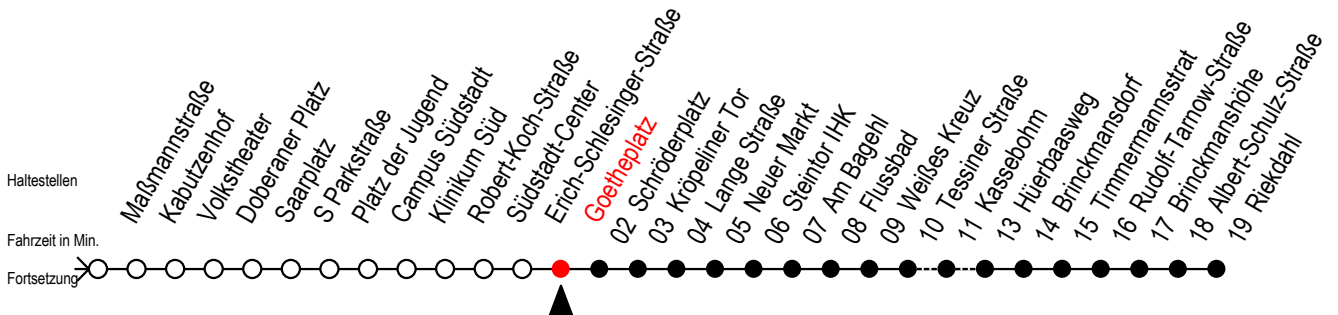 Haltestellen
Fahrzeit in Min.
Fortsetzung
Maßmannstraße
Kabutzenhof
Volkstheater
Doberaner Platz
Saarplatz
S Parkstraße
Platz der Jugend
Campus Südstadt
Klinikum Süd
Robert-Koch-Straße
Südstadt-Center
Erich-Schlesinger-Straße
Goetheplatz
02 Schröderplatz
03 Kröpeliner Tor
04 Lange Straße
05 Neuer Markt
06 Steintor IHK
07 Am Bagehl
08 Flussbad
09 Weißes Kreuz
10 Tessiner Straße
11 Kassebohm
13 Hüerbaasweg
14 Brinckmansdorf
15 Timmermannsstrat
16 Rudolf-Tarnow-Straße
17 Brinckmanshöhe
18 Albert-Schulz-Straße
19 Riekdahl